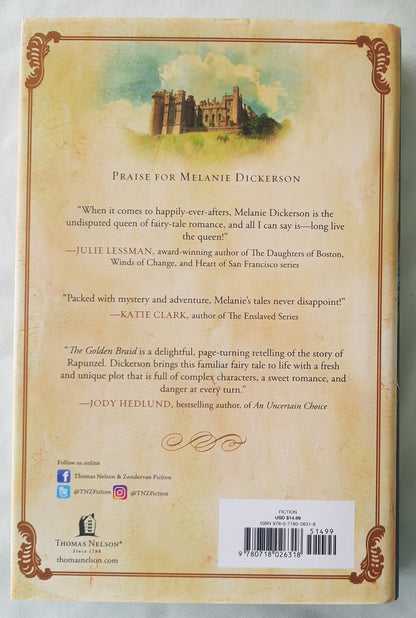 PRAISE FOR MELANIE DICKERSON
“When it comes to happily-ever-afters, Melanie Dickerson is the
undisputed queen of fairy-tale romance, and all I can say is—long live
the queen!”
—JULIE LESSMAN, award-winning author of The Daughters of Boston,
Winds of Change, and Heart of San Francisco series
“Packed with mystery and adventure, Melanie’s tales never disappoint!”
—KATIE CLARK, author of The Enslaved Series
“The Golden Braid is a delightful, page-turning retelling of the story of
Rapunzel. Dickerson brings this familiar fairy tale to life with a fresh
and unique plot that is full of complex characters, a sweet romance, and
danger at every turn.”
—JODY HEDLUND, bestselling author, of An Uncertain Choice
Follow us online
f Thomas Nelson & Zondervan Fiction
@TNZFiction @TNZFiction
THOMAS NELSON®
Since 1798
thomasnelson.com
FICTION
USD $14.99
ISBN 978-0-7180-2631-8
51499
9 780718 026318